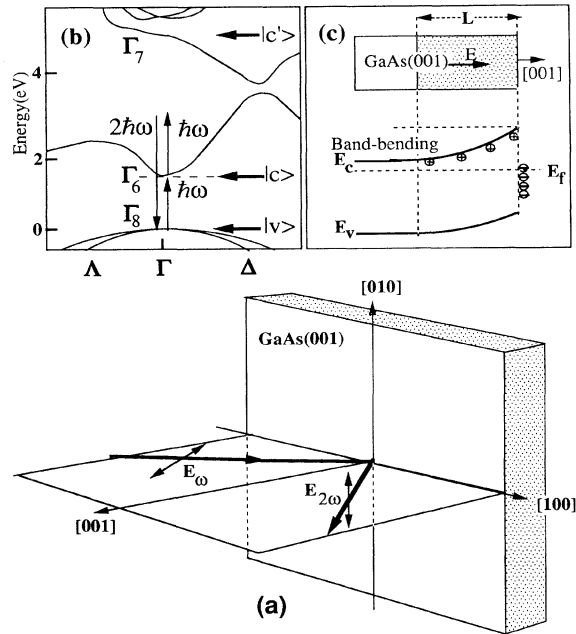 (b)
Γ7
|c'>
4
Energy(eV)
2ħω
ħω
2
Γ6
ħω
|c>
Γ8
0
|v>
Λ
Γ
Δ
(c)
L
GaAs(001)
E
[001]
Band-bending
Ec
Ef
Ev
[010]
GaAs(001)
Eω
E2ω
[001]
[100]
(a)